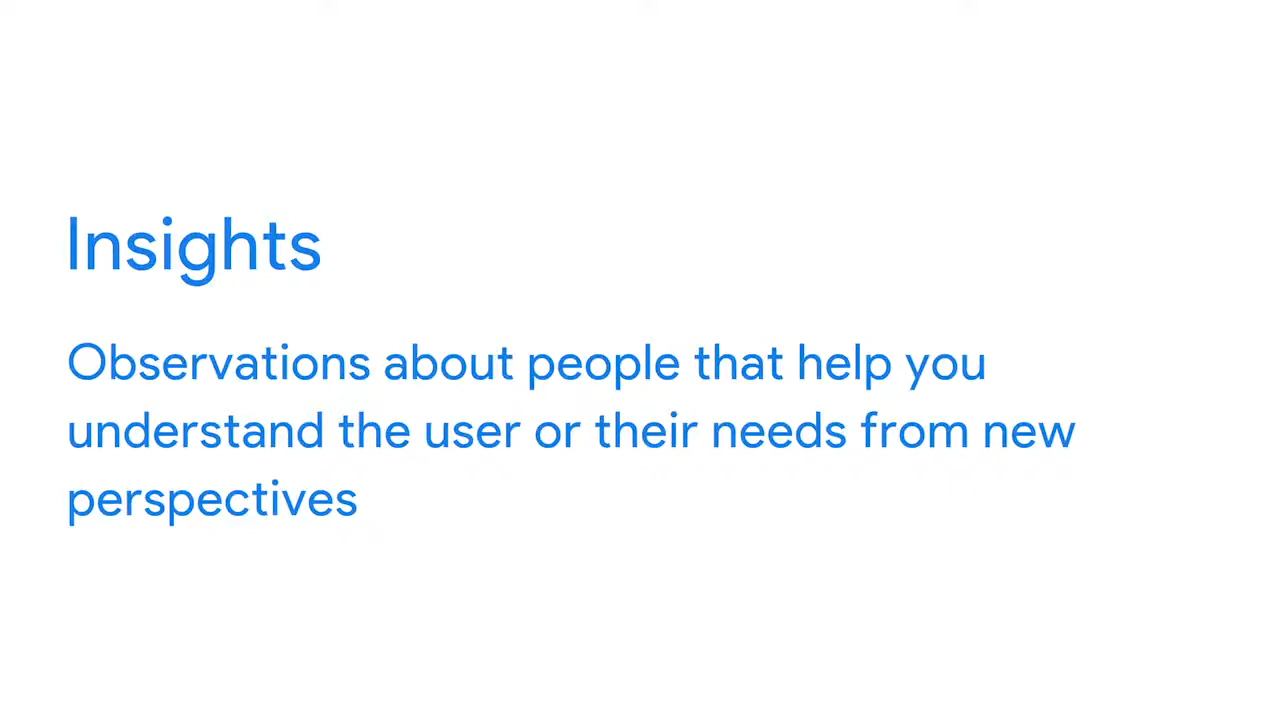 Insights
Observations about people that help you
understand the user or their needs from new
perspectives